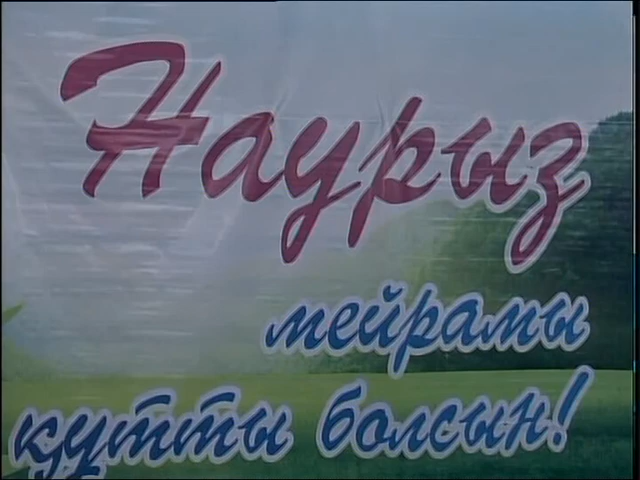 Наурыз
мейрамы
құтты болсын!